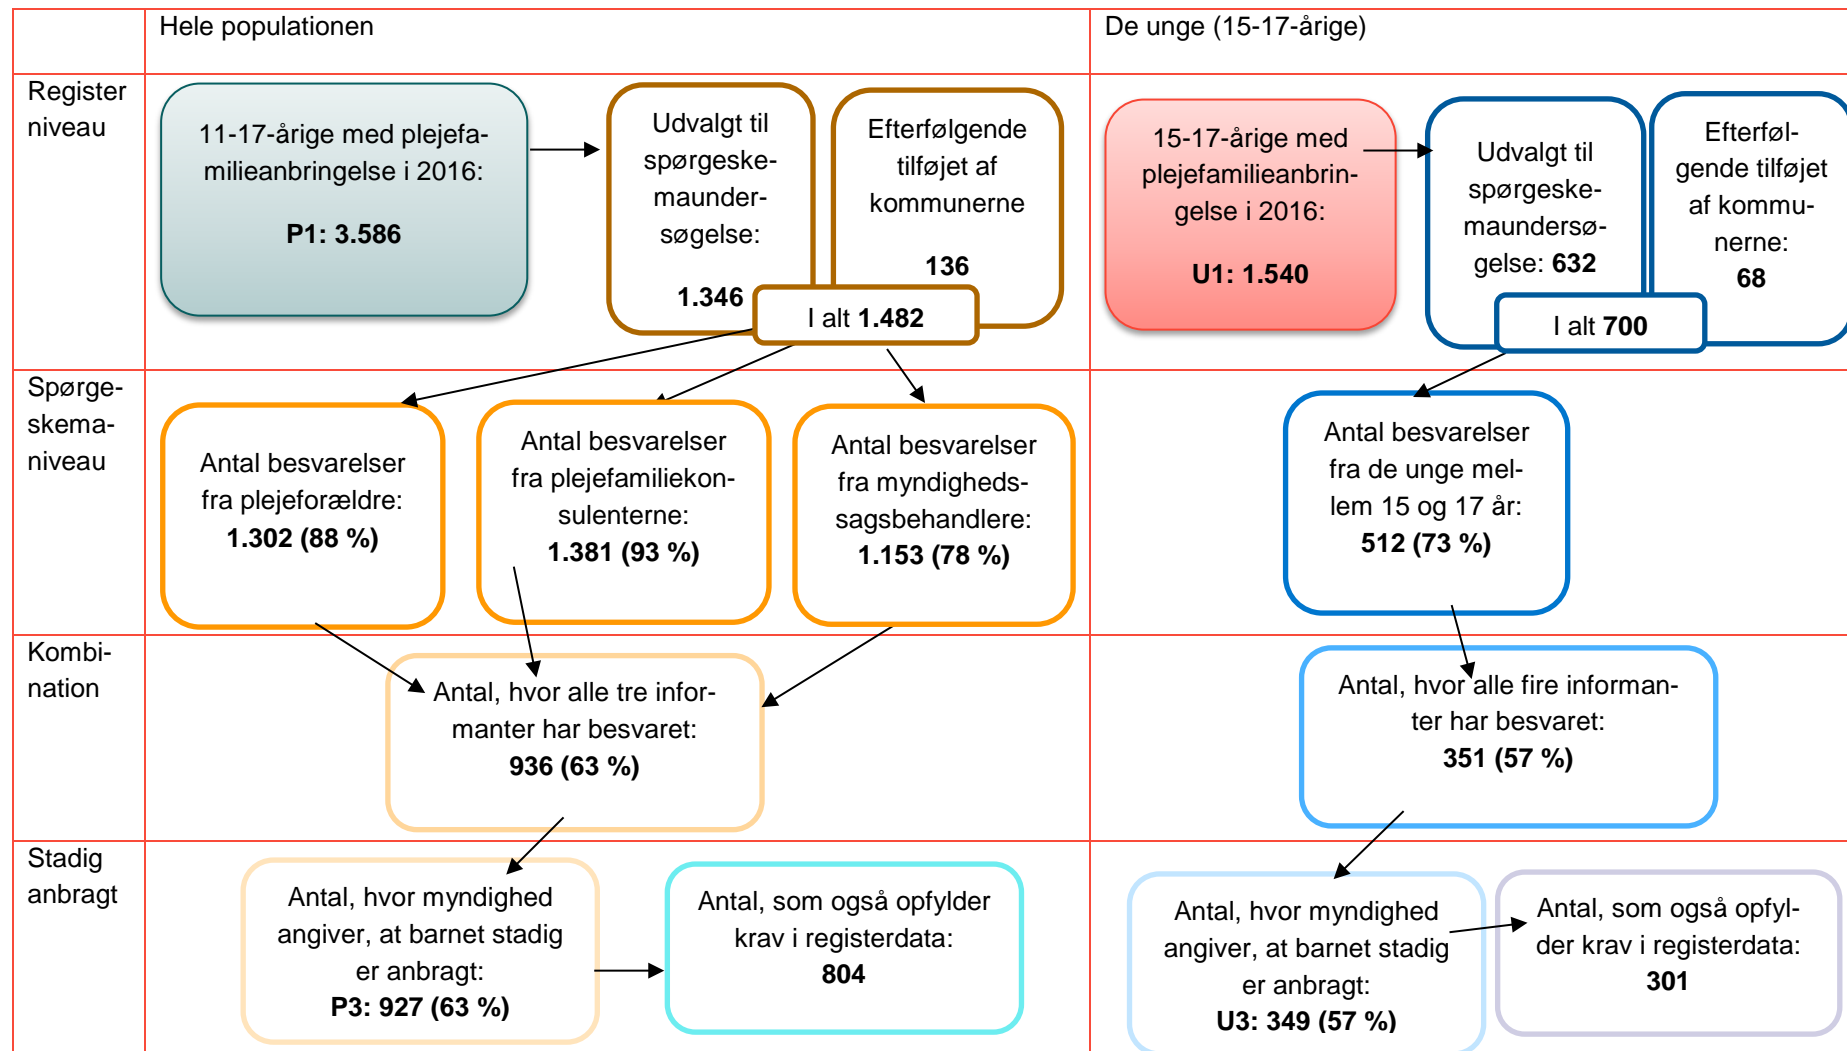 Hele populationen
De unge (15-17-årige)
Register
niveau
11-17-årige med plejefa-
milieanbringelse i 2016:
P1: 3.586
Udvalgt til
spørgeske-
maunder-
søgelse:
1.346
Efterfølgende
tilføjet af
kommunerne
136
I alt 1.482
15-17-årige med
plejefamilieanbrin-
gelse i 2016:
U1: 1.540
Udvalgt til
spørgeske-
maundersø-
gelse: 632
Efterføl-
gende tilføjet
af kommu-
nerne:
68
I alt 700
Spørge-
skema-
niveau
Antal besvarelser
fra plejeforældre:
1.302 (88 %)
Antal besvarelser
fra plejefamiliekon-
sulenterne:
1.381 (93 %)
Antal besvarelser
fra myndigheds-
sagsbehandlere:
1.153 (78 %)
Antal besvarelser
fra de unge mel-
lem 15 og 17 år:
512 (73 %)
Kombi-
nation
Antal, hvor alle tre infor-
manter har besvaret:
936 (63 %)
Antal, hvor alle fire informan-
ter har besvaret:
351 (57 %)
Stadig
anbragt
Antal, hvor myndighed
angiver, at barnet stadig
er anbragt:
P3: 927 (63 %)
Antal, som også opfylder
krav i registerdata:
804
Antal, hvor myndighed
angiver, at barnet stadig
er anbragt:
U3: 349 (57 %)
Antal, som også opfyl-
der krav i registerdata:
301